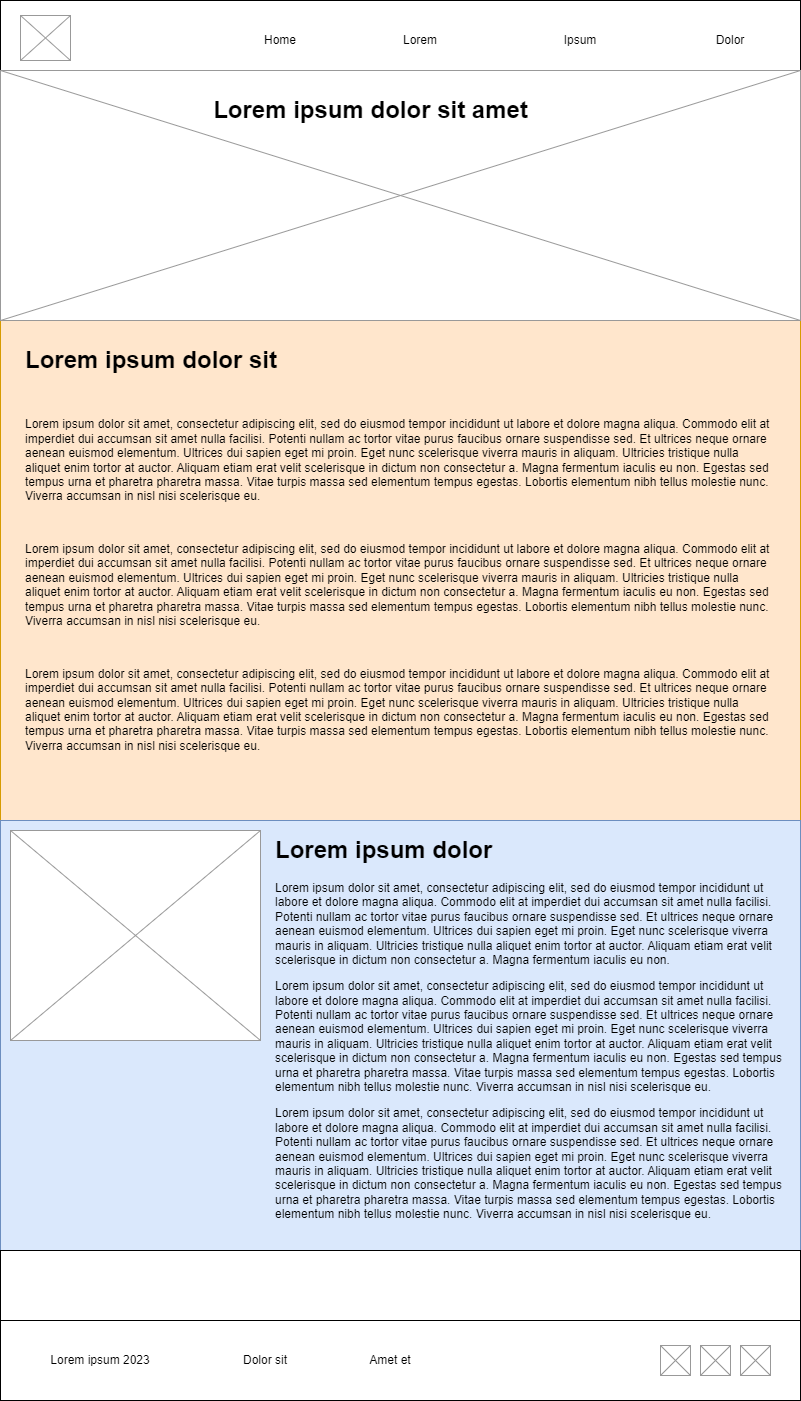 Home
Lorem
Ipsum
Dolor
Lorem ipsum dolor sit amet
Lorem ipsum dolor sit
Lorem ipsum dolor sit amet, consectetur adipiscing elit, sed do eiusmod tempor incididunt ut labore et dolore magna aliqua. Commodo elit at
imperdiet dui accumsan sit amet nulla facilisi. Potenti nullam ac tortor vitae purus faucibus ornare suspendisse sed. Et ultrices neque ornare
aenean euismod elementum. Ultrices dui sapien eget mi proin. Eget nunc scelerisque viverra mauris in aliquam. Ultricies tristique nulla
aliquet enim tortor at auctor. Aliquam etiam erat velit scelerisque in dictum non consectetur a. Magna fermentum iaculis eu non. Egestas sed
tempus urna et pharetra pharetra massa. Vitae turpis massa sed elementum tempus egestas. Lobortis elementum nibh tellus molestie nunc.
Viverra accumsan in nisl nisi scelerisque eu.
Lorem ipsum dolor sit amet, consectetur adipiscing elit, sed do eiusmod tempor incididunt ut labore et dolore magna aliqua. Commodo elit at
imperdiet dui accumsan sit amet nulla facilisi. Potenti nullam ac tortor vitae purus faucibus ornare suspendisse sed. Et ultrices neque ornare
aenean euismod elementum. Ultrices dui sapien eget mi proin. Eget nunc scelerisque viverra mauris in aliquam. Ultricies tristique nulla
aliquet enim tortor at auctor. Aliquam etiam erat velit scelerisque in dictum non consectetur a. Magna fermentum iaculis eu non. Egestas sed
tempus urna et pharetra pharetra massa. Vitae turpis massa sed elementum tempus egestas. Lobortis elementum nibh tellus molestie nunc.
Viverra accumsan in nisl nisi scelerisque eu.
Lorem ipsum dolor sit amet, consectetur adipiscing elit, sed do eiusmod tempor incididunt ut labore et dolore magna aliqua. Commodo elit at
imperdiet dui accumsan sit amet nulla facilisi. Potenti nullam ac tortor vitae purus faucibus ornare suspendisse sed. Et ultrices neque ornare
aenean euismod elementum. Ultrices dui sapien eget mi proin. Eget nunc scelerisque viverra mauris in aliquam. Ultricies tristique nulla
aliquet enim tortor at auctor. Aliquam etiam erat velit scelerisque in dictum non consectetur a. Magna fermentum iaculis eu non. Egestas sed
tempus urna et pharetra pharetra massa. Vitae turpis massa sed elementum tempus egestas. Lobortis elementum nibh tellus molestie nunc.
Viverra accumsan in nisl nisi scelerisque eu.
Lorem ipsum dolor
Lorem ipsum dolor sit amet, consectetur adipiscing elit, sed do eiusmod tempor incididunt ut
labore et dolore magna aliqua. Commodo elit at imperdiet dui accumsan sit amet nulla facilisi.
Potenti nullam ac tortor vitae purus faucibus ornare suspendisse sed. Et ultrices neque ornare
aenean euismod elementum. Ultrices dui sapien eget mi proin. Eget nunc scelerisque viverra
mauris in aliquam. Ultricies tristique nulla aliquet enim tortor at auctor. Aliquam etiam erat velit
scelerisque in dictum non consectetur a. Magna fermentum iaculis eu non.
Lorem ipsum dolor sit amet, consectetur adipiscing elit, sed do eiusmod tempor incididunt ut
labore et dolore magna aliqua. Commodo elit at imperdiet dui accumsan sit amet nulla facilisi.
Potenti nullam ac tortor vitae purus faucibus ornare suspendisse sed. Et ultrices neque ornare
aenean euismod elementum. Ultrices dui sapien eget mi proin. Eget nunc scelerisque viverra
mauris in aliquam. Ultricies tristique nulla aliquet enim tortor at auctor. Aliquam etiam erat velit
scelerisque in dictum non consectetur a. Magna fermentum iaculis eu non. Egestas sed tempus
urna et pharetra pharetra massa. Vitae turpis massa sed elementum tempus egestas. Lobortis
elementum nibh tellus molestie nunc. Viverra accumsan in nisl nisi scelerisque eu.
Lorem ipsum dolor sit amet, consectetur adipiscing elit, sed do eiusmod tempor incididunt ut
labore et dolore magna aliqua. Commodo elit at imperdiet dui accumsan sit amet nulla facilisi.
Potenti nullam ac tortor vitae purus faucibus ornare suspendisse sed. Et ultrices neque ornare
aenean euismod elementum. Ultrices dui sapien eget mi proin. Eget nunc scelerisque viverra
mauris in aliquam. Ultricies tristique nulla aliquet enim tortor at auctor. Aliquam etiam erat velit
scelerisque in dictum non consectetur a. Magna fermentum iaculis eu non. Egestas sed tempus
urna et pharetra pharetra massa. Vitae turpis massa sed elementum tempus egestas. Lobortis
elementum nibh tellus molestie nunc. Viverra accumsan in nisl nisi scelerisque eu.
Lorem ipsum 2023
Dolor sit
Amet et